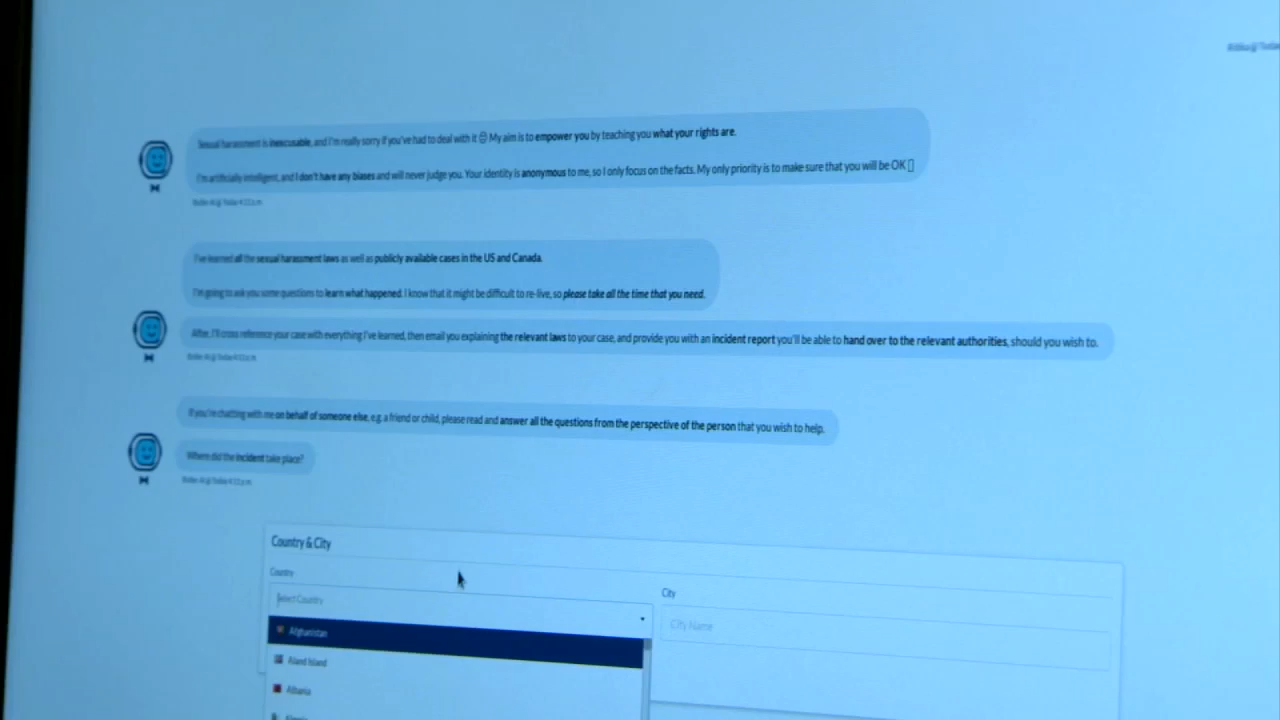 Sexual harassment is inexcusable, and I'm really sorry if you've had to deal with it ☹ My aim is to empower you by teaching you what your rights are.
I'm artificially intelligent, and I don't have any biases and will never judge you. Your identity is anonymous to me, so I only focus on the facts. My only priority is to make sure that you will be OK
I've learned all the sexual harassment laws as well as publicly available cases in the US and Canada.
I'm going to ask you some questions to learn what happened. I know that it might be difficult to re-live, so please take all the time that you need.
After, I'll cross reference your case with everything I've learned, then email you explaining the relevant laws to your case, and provide you with an incident report you'll be able to hand over to the relevant authorities, should you wish to.
If you're chatting with me on behalf of someone else, e.g. a friend or child, please read and answer all the questions from the perspective of the person that you wish to help.
Where did the incident take place?
Country & City
Country
City
Select Country
City Name
Afghanistan
Aland Island
Albania